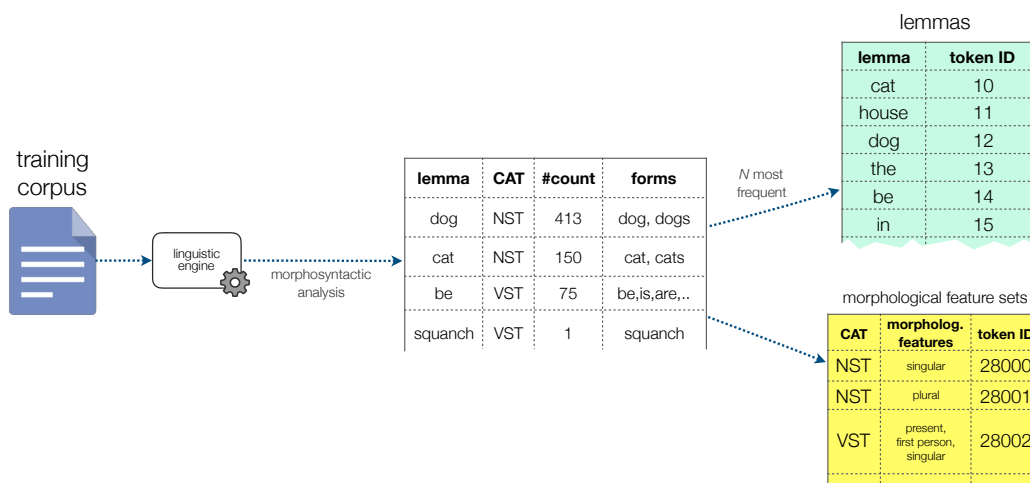 lemmas
lemma token ID
cat 10
house 11
dog 12
the 13
be 14
in 15
training
corpus
linguistic
engine
morphosyntactic
analysis
lemma CAT #count forms
dog NST 413 dog, dogs
cat NST 150 cat, cats
be VST 75 be,is,are,..
squanch VST 1 squanch
N most
frequent
morphological feature sets
CAT morpholog. features token ID
NST singular 28000
NST plural 28001
VST present, first person, singular 28002